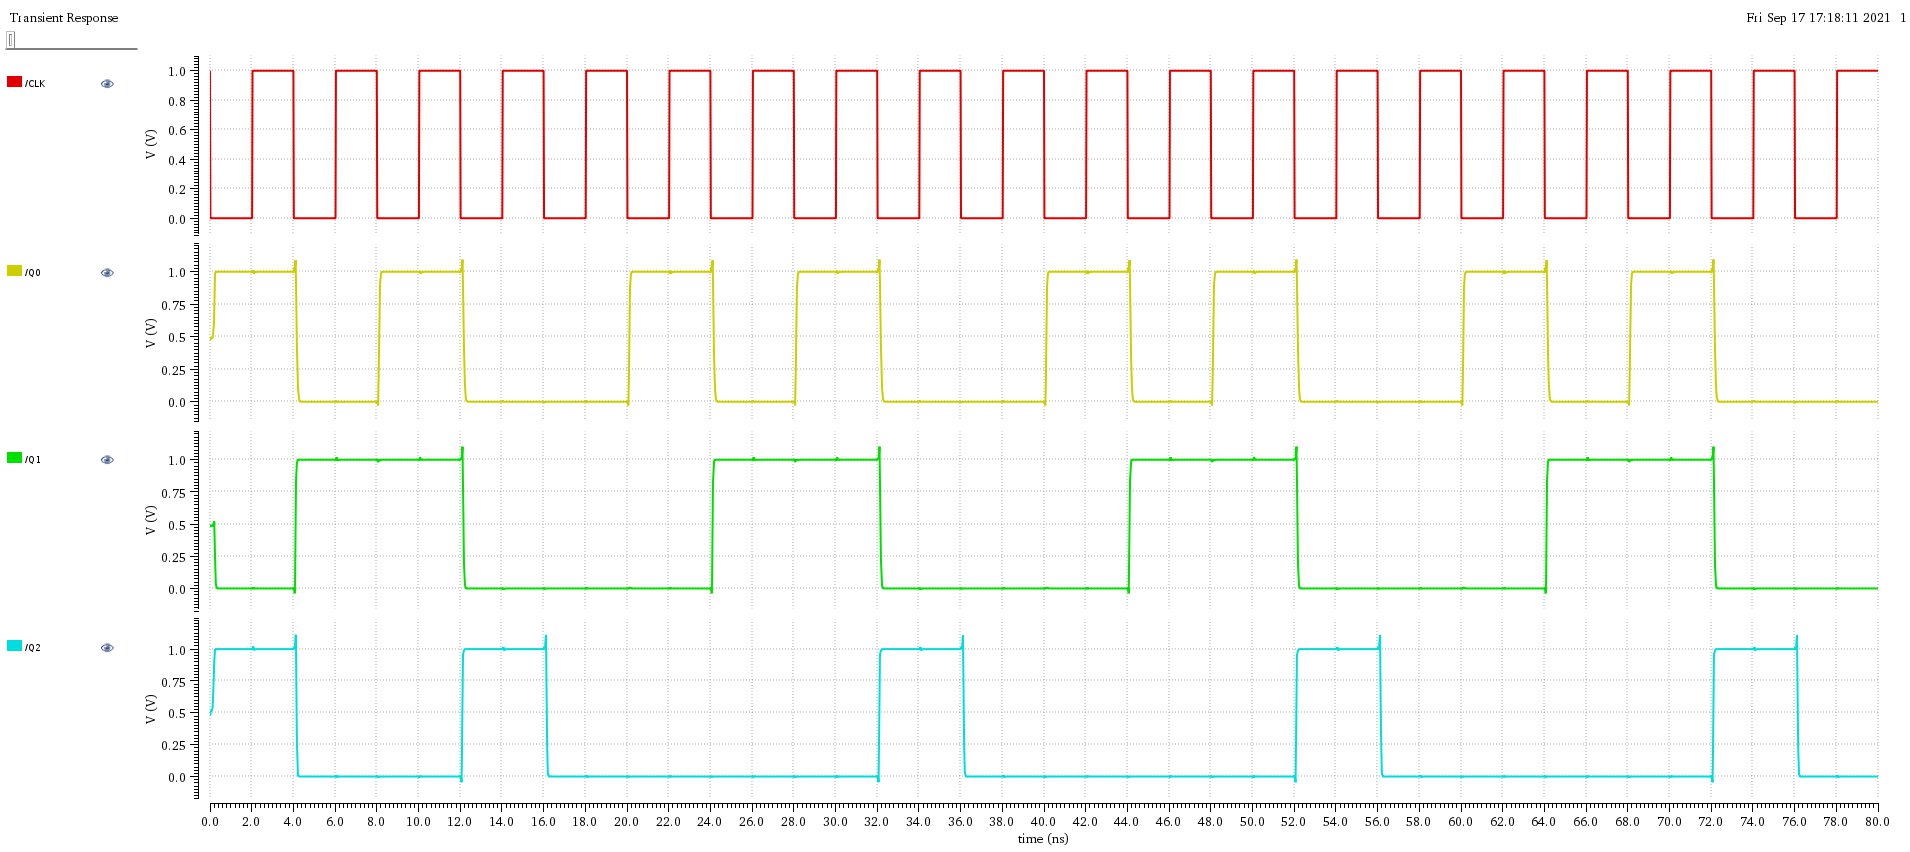 Transient Response
Fri Sep 17 17:18:11 2021 1
/CLK
V (V)
1.0
0.8
0.6
0.4
0.2
0.0
/Q0
V (V)
1.0
0.75
0.5
0.25
0.0
/Q1
V (V)
1.0
0.75
0.5
0.25
0.0
/Q2
V (V)
1.0
0.75
0.5
0.25
0.0
0.0 2.0 4.0 6.0 8.0 10.0 12.0 14.0 16.0 18.0 20.0 22.0 24.0 26.0 28.0 30.0 32.0 34.0 36.0 38.0 40.0 42.0 44.0 46.0 48.0 50.0 52.0 54.0 56.0 58.0 60.0 62.0 64.0 66.0 68.0 70.0 72.0 74.0 76.0 78.0 80.0
time (ns)